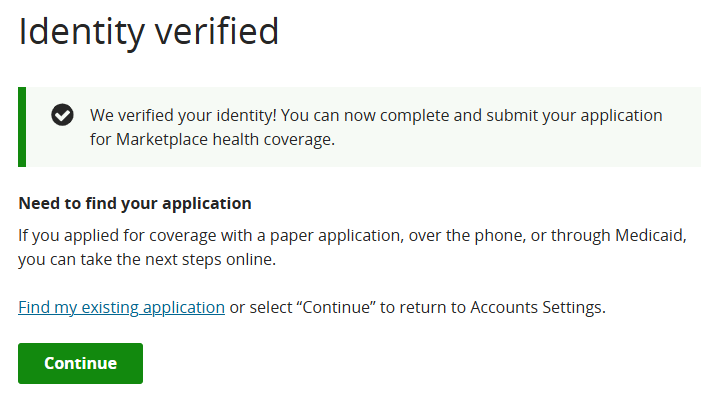 Identity verified
We verified your identity! You can now complete and submit your application
for Marketplace health coverage.
Need to find your application
If you applied for coverage with a paper application, over the phone, or through Medicaid,
you can take the next steps online.
Find my existing application or select “Continue” to return to Accounts Settings.
Continue